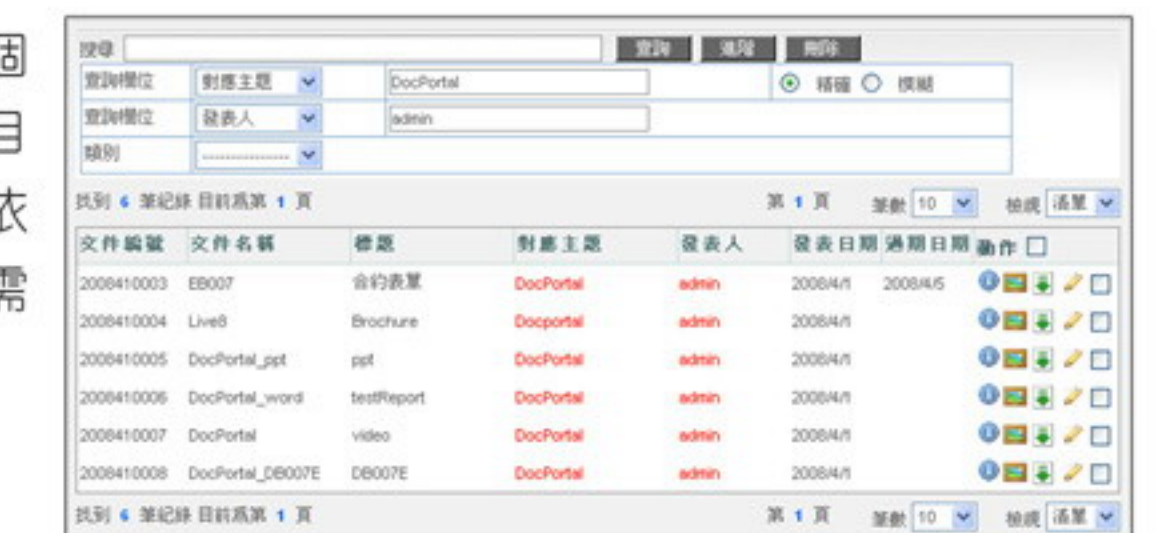 個
目
依
需
搜尋 查詢 進階 刪除
查詢欄位 對應主題 DocPortal 精確 模糊
查詢欄位 發表人 admin
類別 ----------------
找到 6 筆紀錄 目前為第 1 頁 第 1 頁 筆數 10 檢視 清單
文件編號 文件名稱 標題 對應主題 發表人 發表日期 過期日期 動作
2008410003 EB007 合約表單 DocPortal admin 2008/4/1 2008/4/5
2008410004 Live8 Brochure Docportal admin 2008/4/1
2008410005 DocPortal_ppt ppt DocPortal admin 2008/4/1
2008410006 DocPortal_word testReport DocPortal admin 2008/4/1
2008410007 DocPortal video DocPortal admin 2008/4/1
2008410008 DocPortal_DB007E DB007E DocPortal admin 2008/4/1
找到 6 筆紀錄 目前為第 1 頁 第 1 頁 筆數 10 檢視 清單